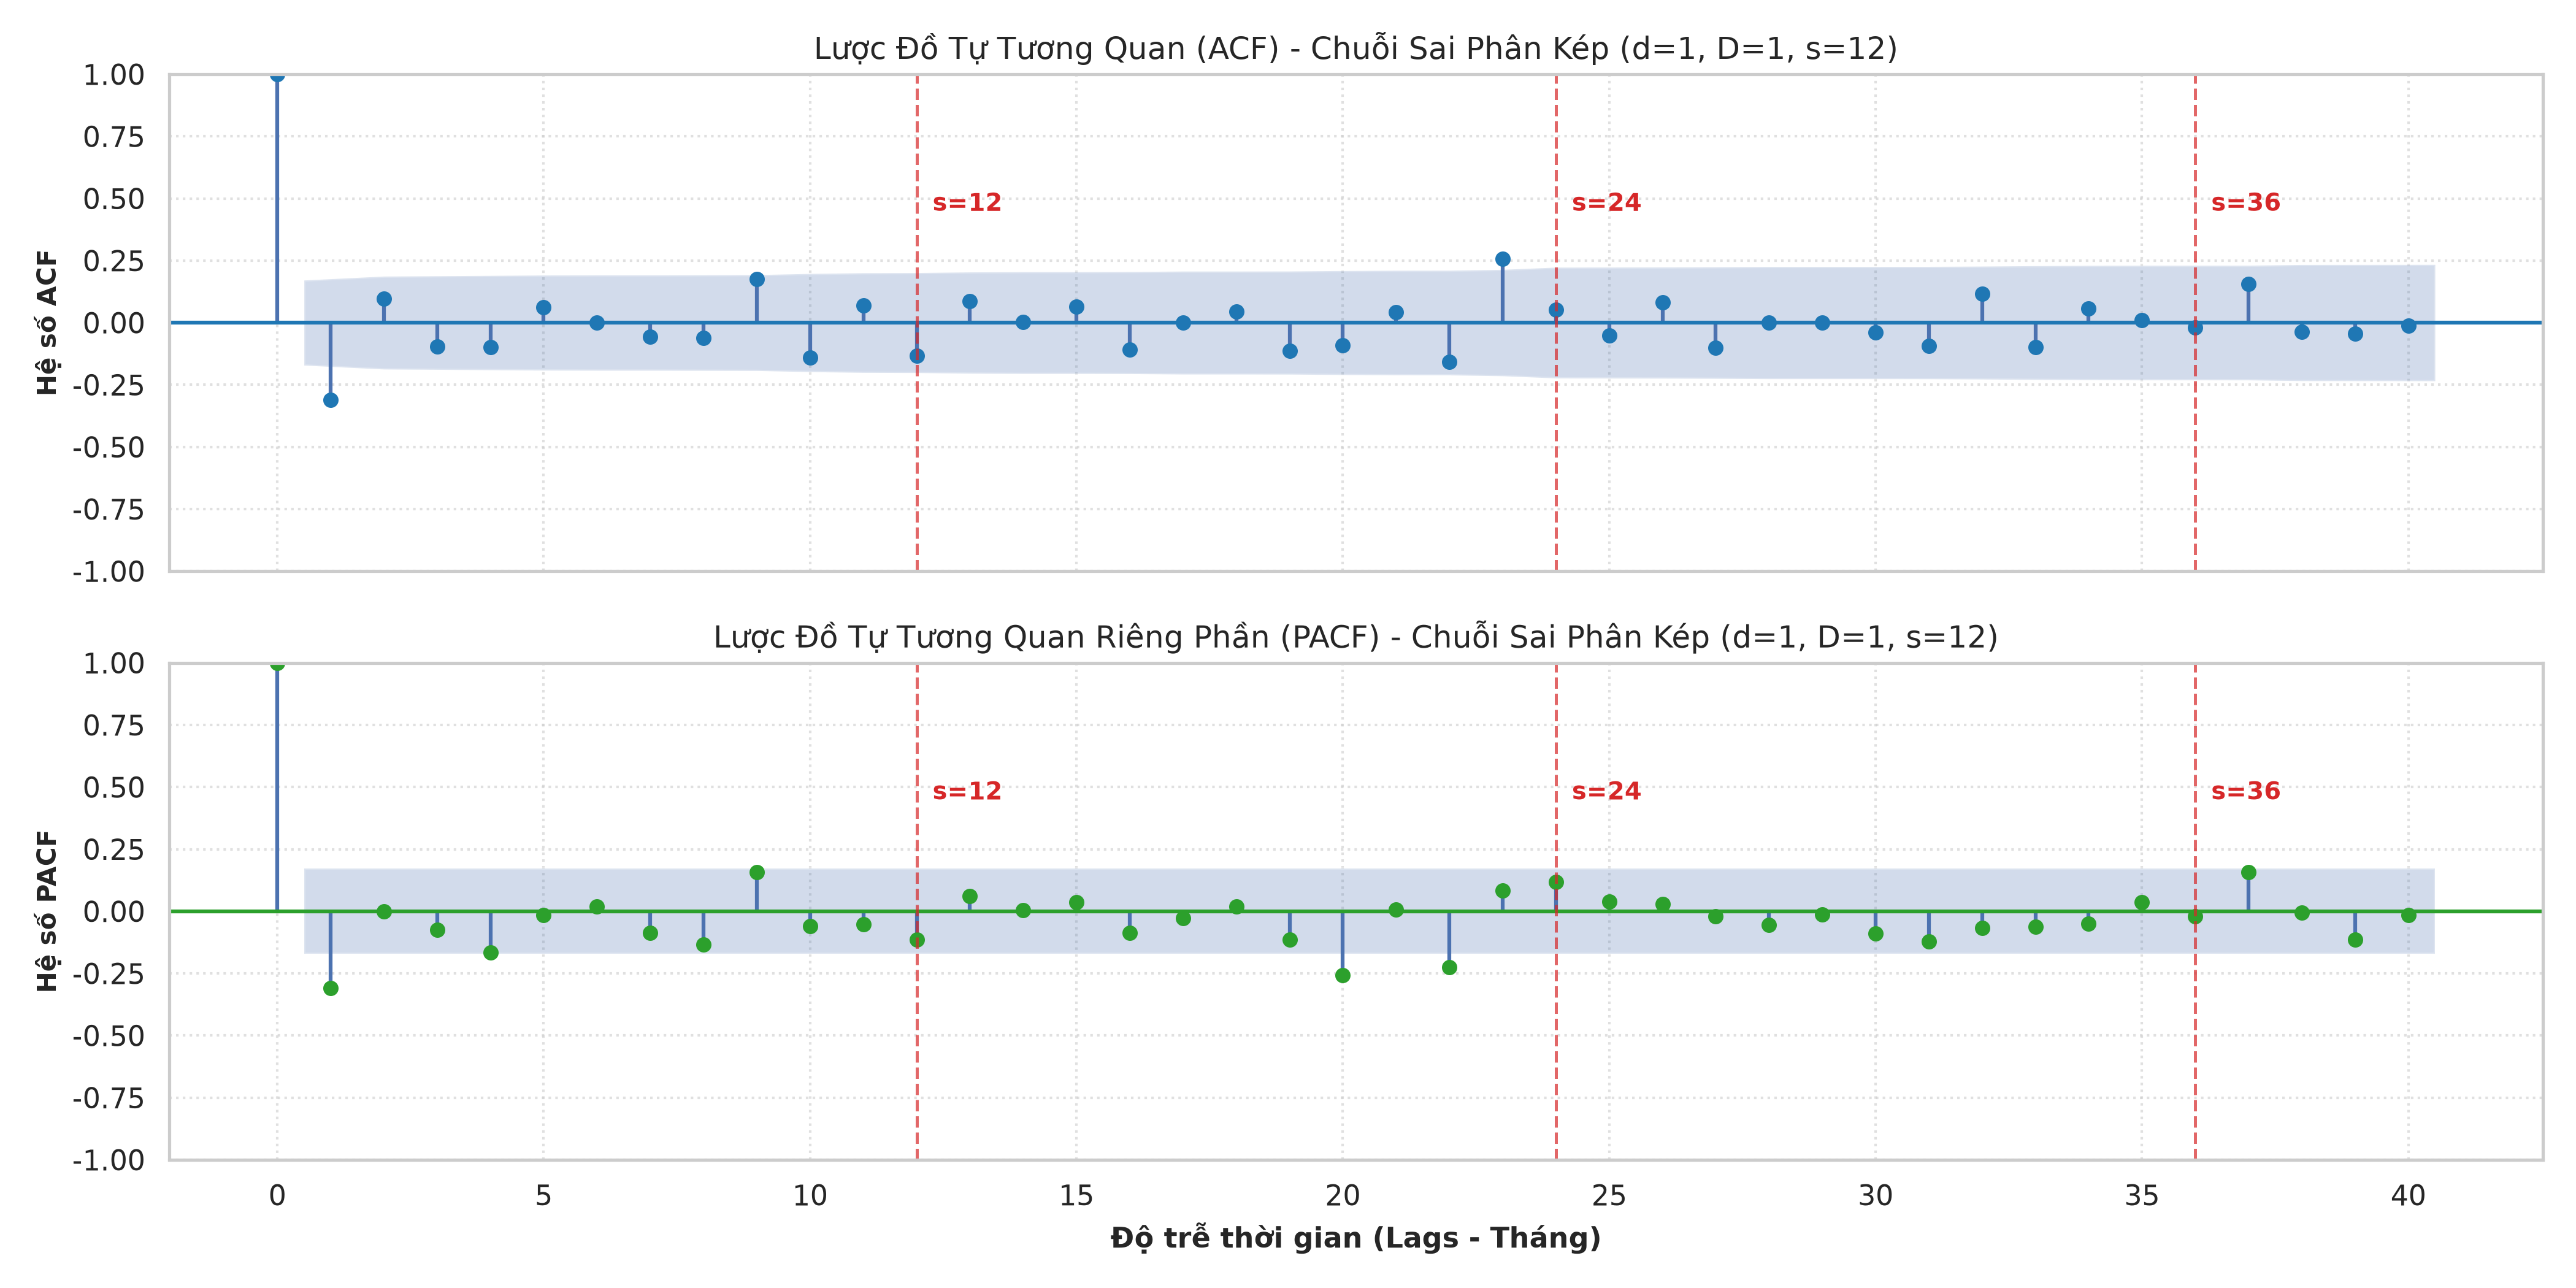 Lược Đồ Tự Tương Quan (ACF) - Chuỗi Sai Phân Kép (d=1, D=1, s=12)
Hệ số ACF
1.00
0.75
0.50
0.25
0.00
-0.25
-0.50
-0.75
-1.00
s=12
s=24
s=36
Lược Đồ Tự Tương Quan Riêng Phần (PACF) - Chuỗi Sai Phân Kép (d=1, D=1, s=12)
Hệ số PACF
1.00
0.75
0.50
0.25
0.00
-0.25
-0.50
-0.75
-1.00
s=12
s=24
s=36
0 5 10 15 20 25 30 35 40
Độ trễ thời gian (Lags - Tháng)